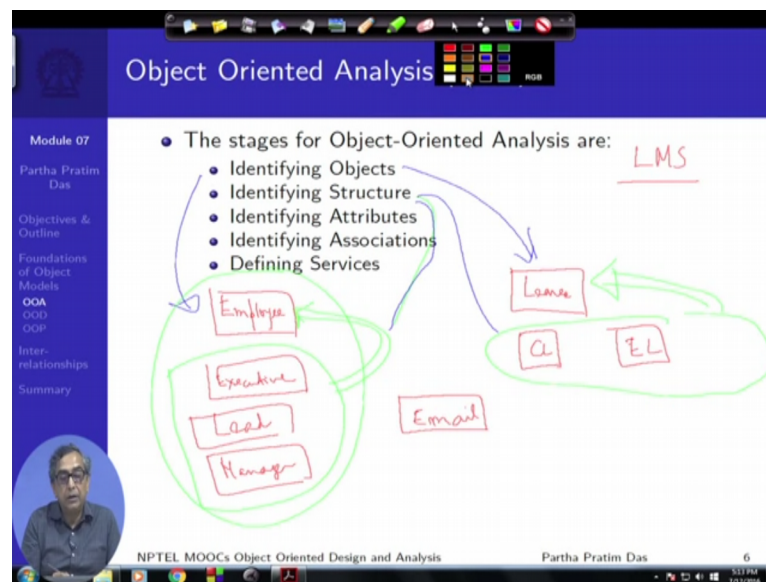 Object Oriented Analysis
RGB
Module 07
Partha Pratim
Das
Objectives &
Outline
Foundations
of Object
Models
OOA
OOD
OOP
Inter-
relationships
Summary
The stages for Object-Oriented Analysis are:
Identifying Objects
Identifying Structure
Identifying Attributes
Identifying Associations
Defining Services
LMS
Employee
Executive
Lead
Manager
Email
Leave
CL
EL
NPTEL MOOCs Object Oriented Design and Analysis
Partha Pratim Das
6
5:13 PM